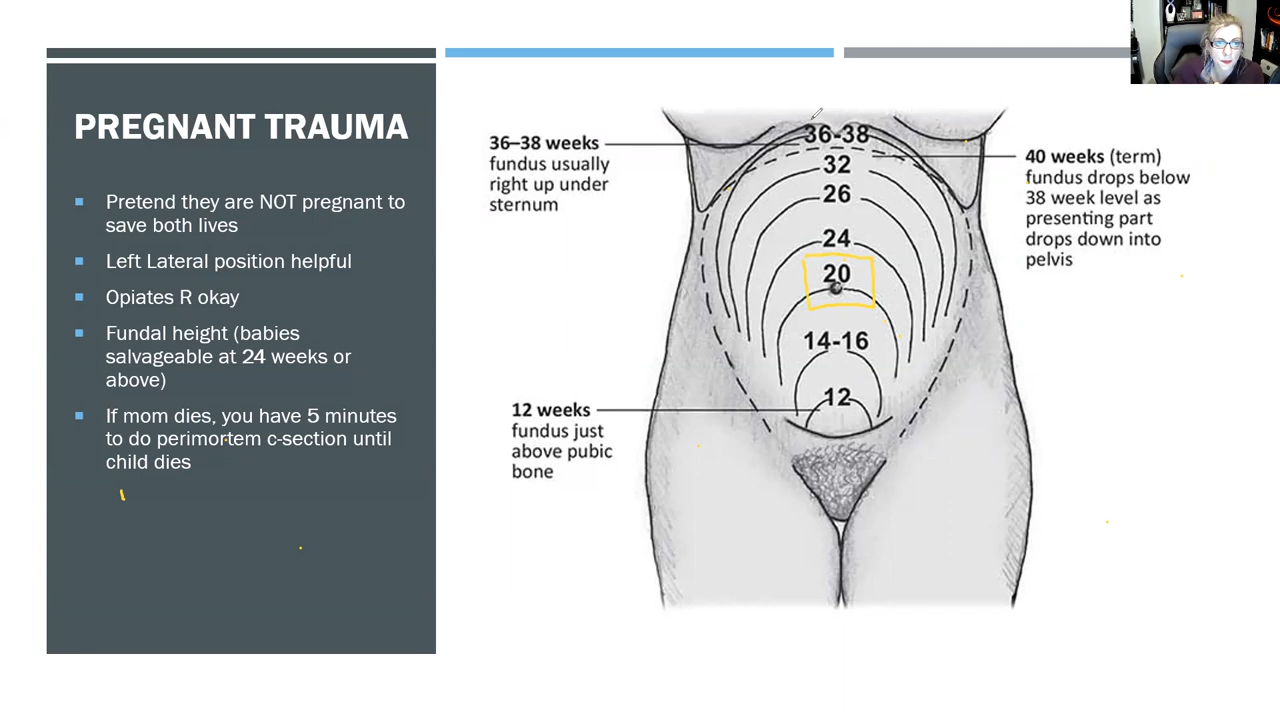 PREGNANT TRAUMA
Pretend they are NOT pregnant to
save both lives
Left Lateral position helpful
Opiates R okay
Fundal height (babies
salvageable at 24 weeks or
above)
If mom dies, you have 5 minutes
to do perimortem c-section until
child dies
36–38 weeks
fundus usually
right up under
sternum
12 weeks
fundus just
above pubic
bone
36-38
32
26
24
20
14-16
12
40 weeks (term)
fundus drops below
38 week level as
presenting part
drops down into
pelvis